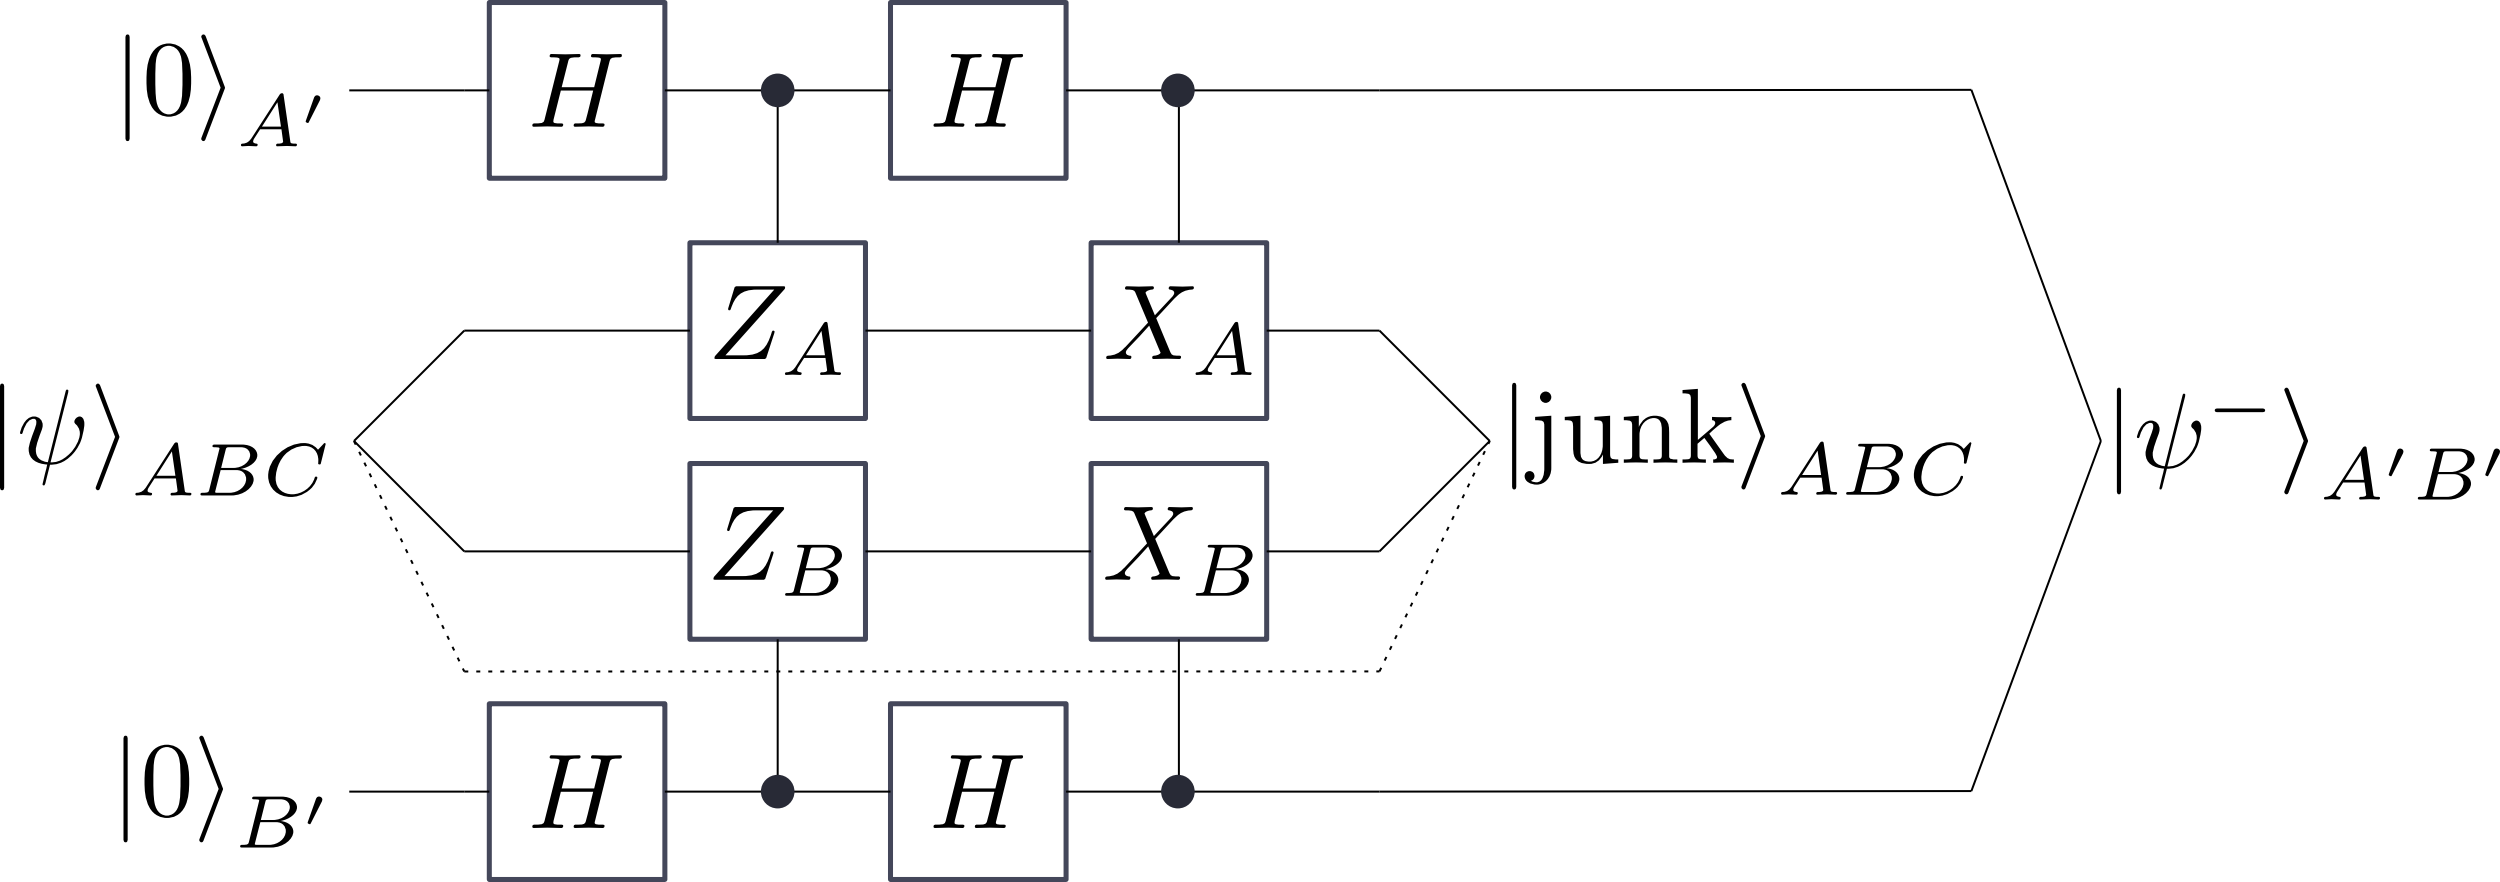 |0⟩_{A′} H H
Z_A X_A
|ψ⟩_{ABC} |junk⟩_{ABC} |ψ⁻⟩_{A′B′}
Z_B X_B
|0⟩_{B′} H H